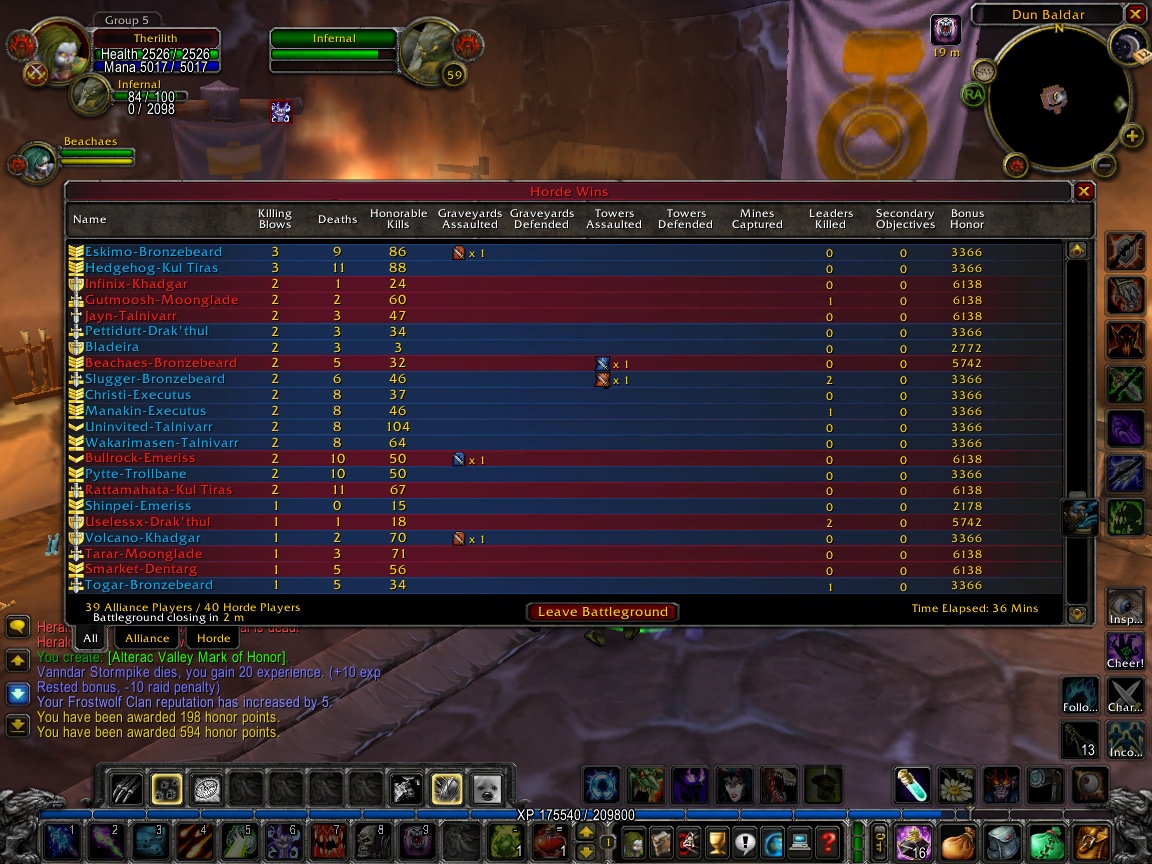 Group 5
Therilith
Health 2526 / 2526
Mana 5017 / 5017
Infernal
84 / 100
0 / 2098
Infernal
59
Beachaes
19 m
Dun Baldar
N
SW
RA
Horde Wins
Name Killing Blows Deaths Honorable Kills Graveyards Assaulted Graveyards Defended Towers Assaulted Towers Defended Mines Captured Leaders Killed Secondary Objectives Bonus Honor
Eskimo-Bronzebeard 3 9 86 x 1 0 0 3366
Hedgehog-Kul Tiras 3 11 88 0 0 3366
Infinix-Khadgar 2 1 24 0 0 6138
Gutmoosh-Moonglade 2 2 60 1 0 6138
Jayn-Talnivarr 2 3 47 0 0 6138
Pettidutt-Drak'thul 2 3 34 0 0 3366
Bladeira 2 3 3 0 0 2772
Beachaes-Bronzebeard 2 5 32 x 1 0 0 5742
Slugger-Bronzebeard 2 6 46 x 1 2 0 3366
Christi-Executus 2 8 37 0 0 3366
Manakin-Executus 2 8 46 1 0 3366
Uninvited-Talnivarr 2 8 104 0 0 3366
Wakarimasen-Talnivarr 2 8 64 0 0 3366
Bullrock-Emeriss 2 10 50 x 1 0 0 6138
Pytte-Trollbane 2 10 50 0 0 3366
Rattamahata-Kul Tiras 2 11 67 0 0 6138
Shinpei-Emeriss 1 0 15 0 0 2178
Uselessx-Drak'thul 1 1 18 2 0 5742
Volcano-Khadgar 1 2 70 x 1 0 0 3366
Tarar-Moonglade 1 3 71 0 0 6138
Smarket-Dentarg 1 5 56 0 0 6138
Togar-Bronzebeard 1 5 34 1 0 3366
39 Alliance Players / 40 Horde Players
Battleground closing in 2 m
Leave Battleground
Time Elapsed: 36 Mins
All Alliance Horde
You create: [Alterac Valley Mark of Honor].
Vanndar Stormpike dies, you gain 20 experience. (+10 exp
Rested bonus, -10 raid penalty)
Your Frostwolf Clan reputation has increased by 5.
You have been awarded 198 honor points.
You have been awarded 594 honor points.
Insp...
Cheer!
Follo... Char...
13 Inco...
XP 175540 / 209800
1 2 3 4 5 6 7 8 9 - =
1 1 1 16